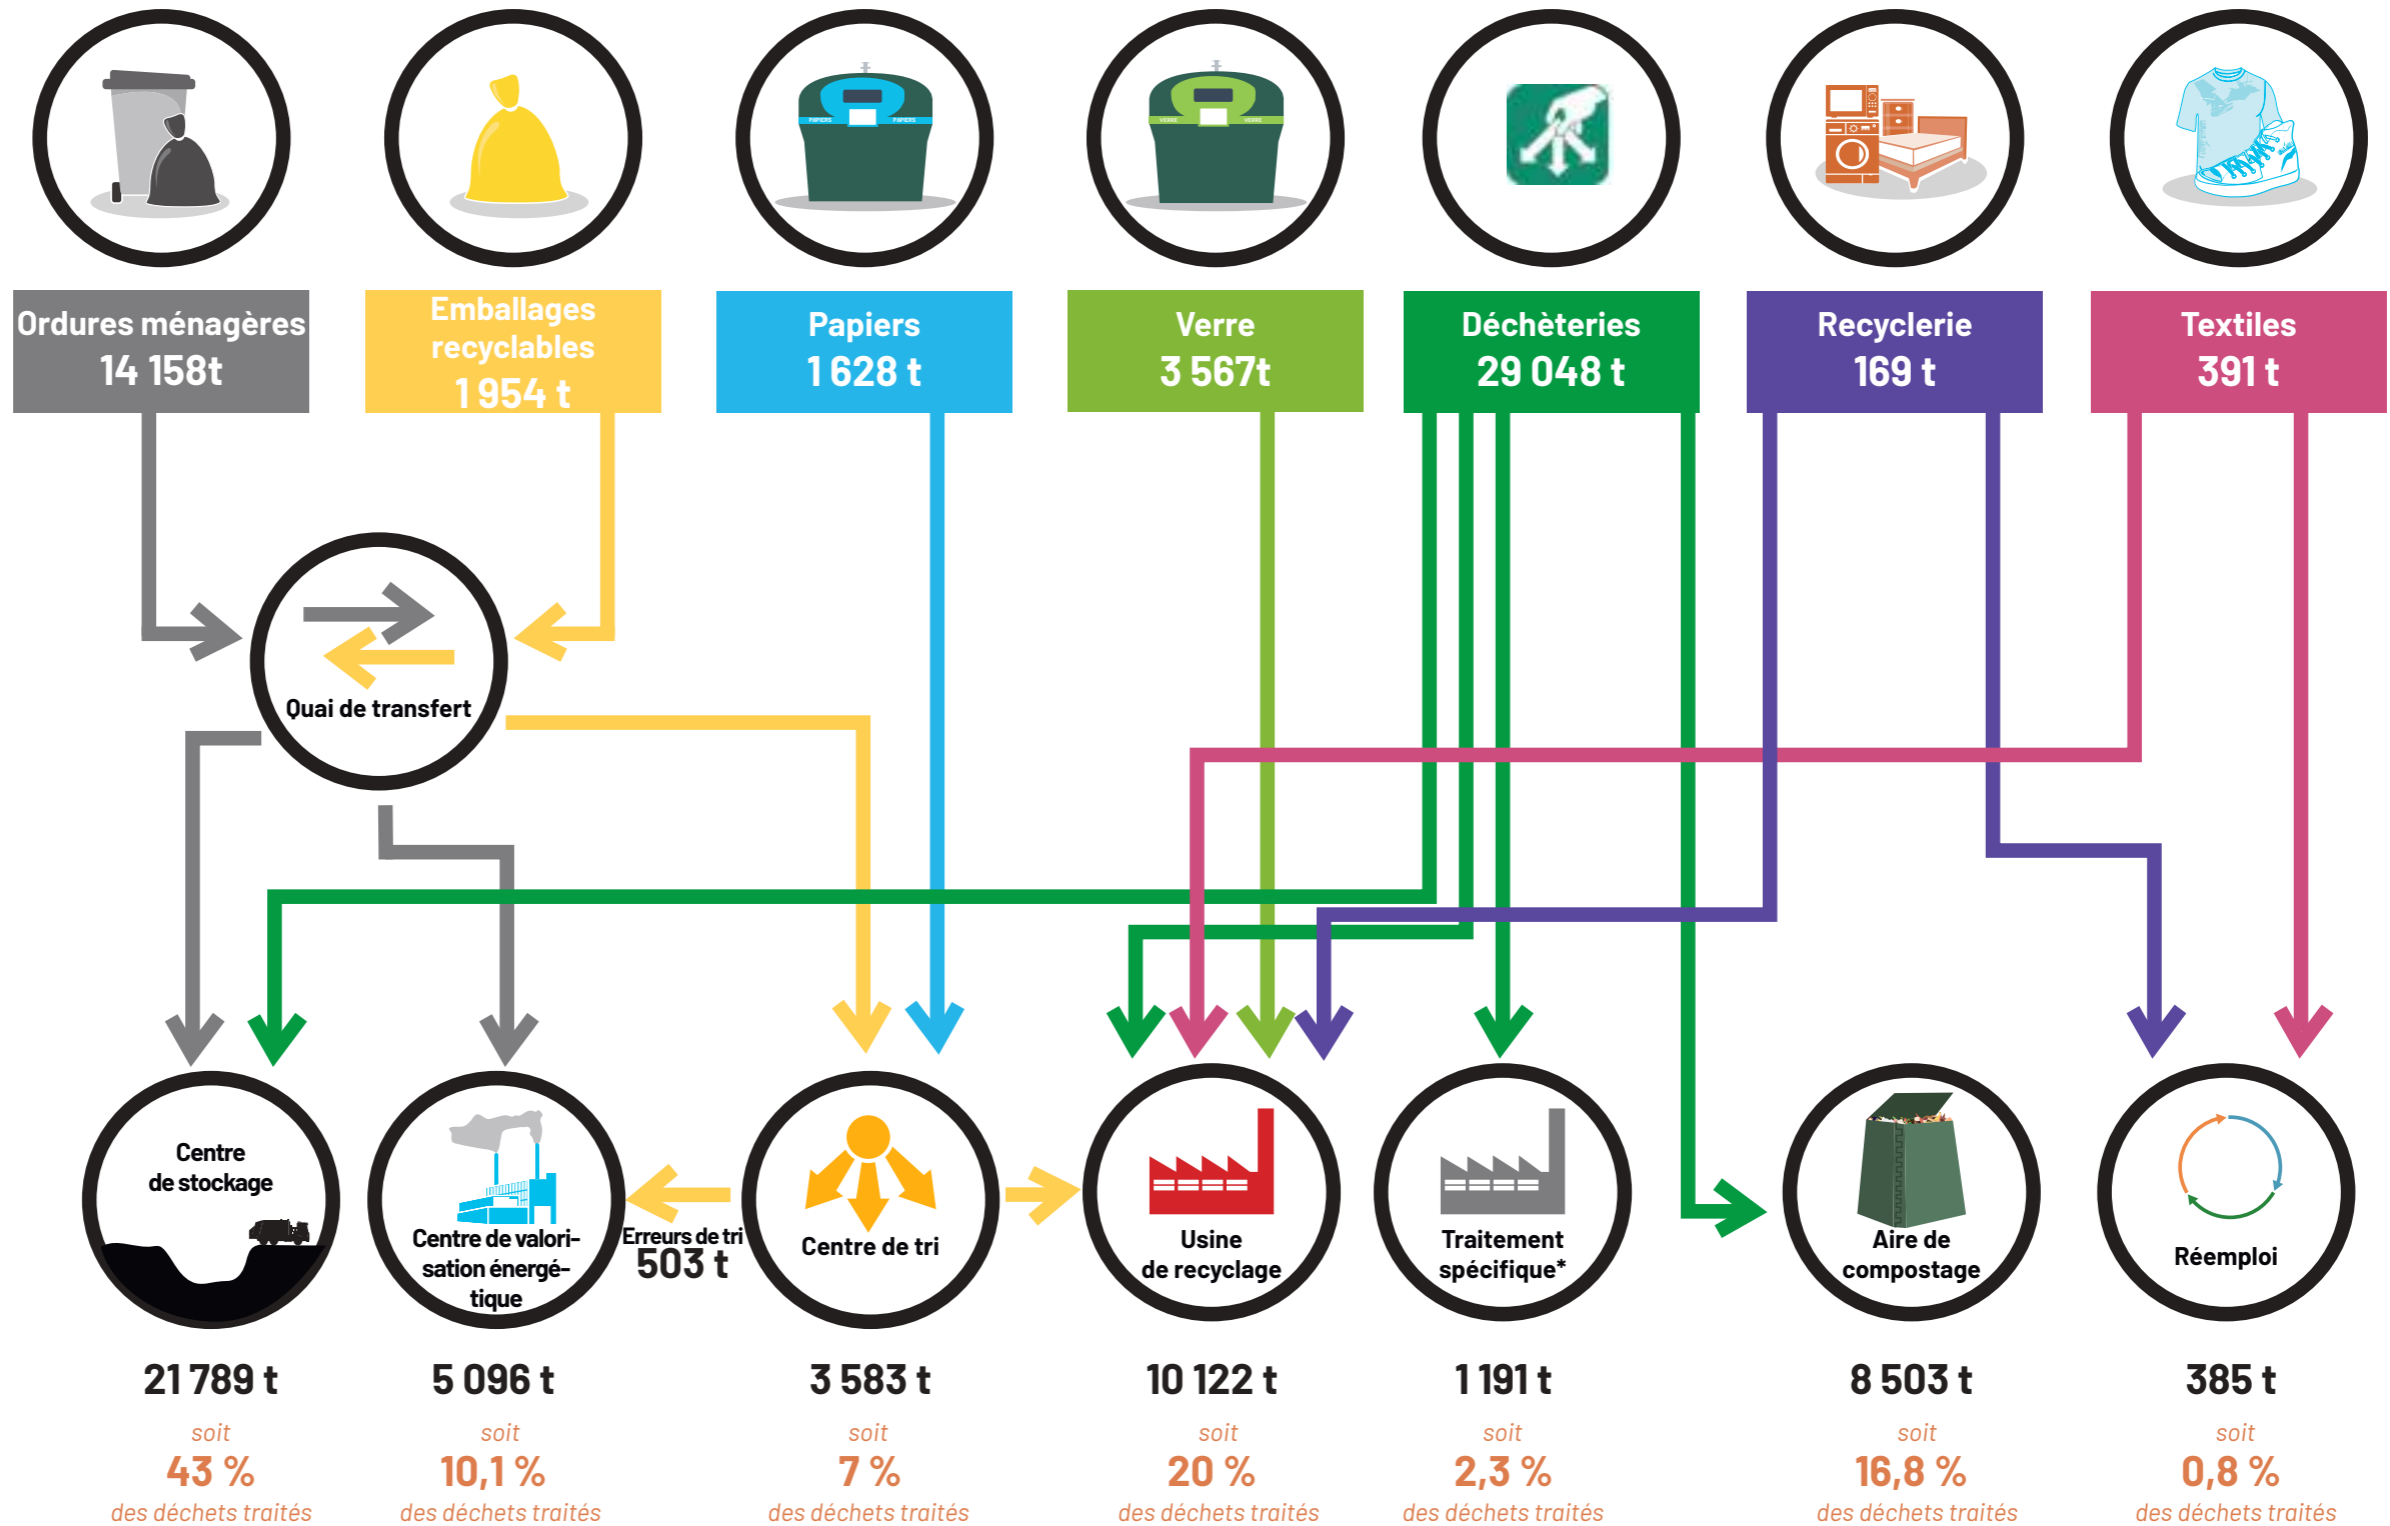 PAPIERS
PAPIERS
VERRE
VERRE
Ordures ménagères
14 158t
Emballages
recyclables
1 954 t
Papiers
1 628 t
Verre
3 567t
Déchèteries
29 048 t
Recyclerie
169 t
Textiles
391 t
Quai de transfert
Centre
de stockage
Centre de valori-
sation énergé-
tique
Erreurs de tri
503 t
Centre de tri
Usine
de recyclage
Traitement
spécifique*
Aire de
compostage
Réemploi
21 789 t
soit
43 %
des déchets traités
5 096 t
soit
10,1 %
des déchets traités
3 583 t
soit
7 %
des déchets traités
10 122 t
soit
20 %
des déchets traités
1 191 t
soit
2,3 %
des déchets traités
8 503 t
soit
16,8 %
des déchets traités
385 t
soit
0,8 %
des déchets traités